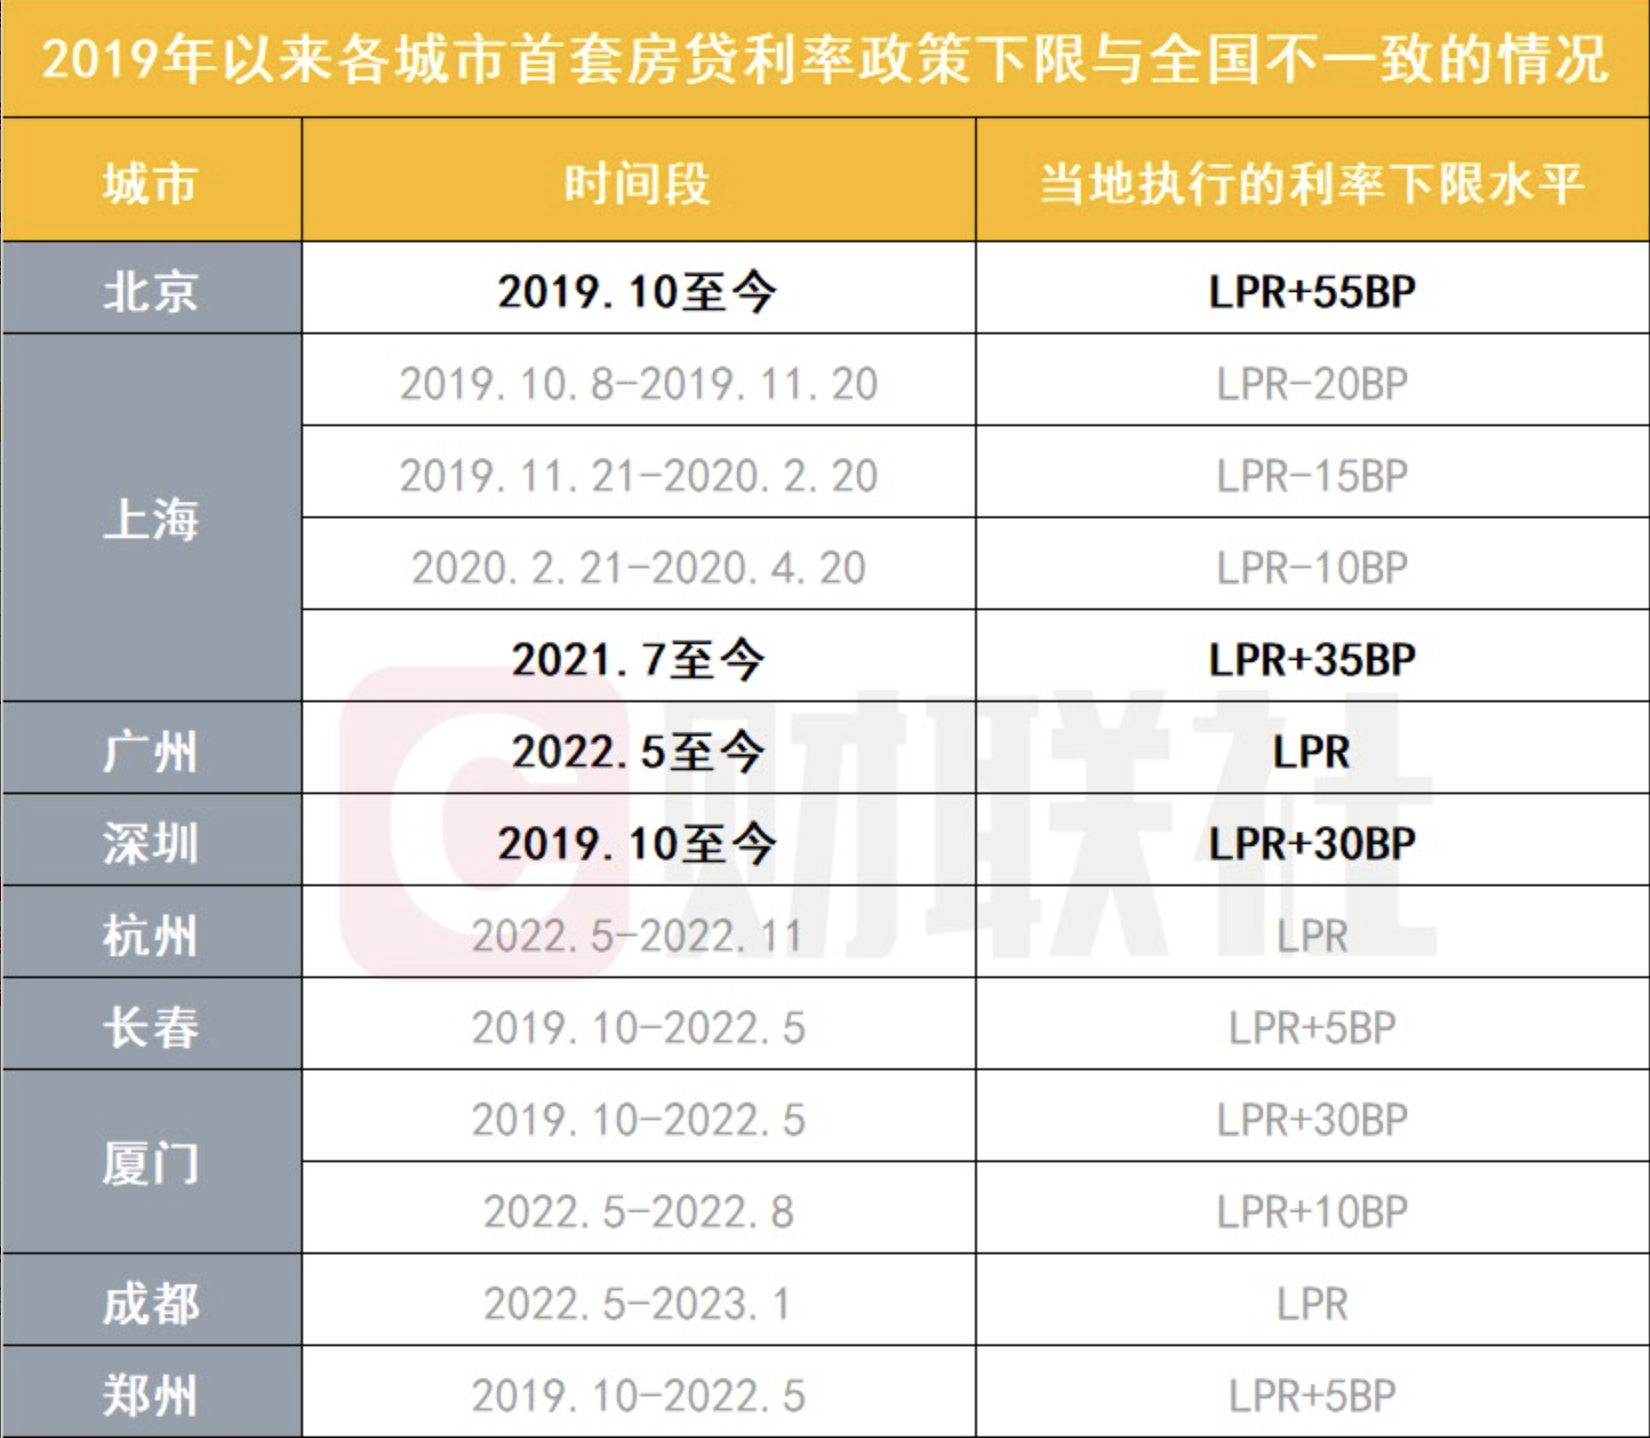 2019年以来各城市首套房贷利率政策下限与全国不一致的情况
城市 时间段 当地执行的利率下限水平
北京 2019.10至今 LPR+55BP
上海 2019.10.8-2019.11.20 LPR-20BP
2019.11.21-2020.2.20 LPR-15BP
2020.2.21-2020.4.20 LPR-10BP
2021.7至今 LPR+35BP
广州 2022.5至今 LPR
深圳 2019.10至今 LPR+30BP
杭州 2022.5-2022.11 LPR
长春 2019.10-2022.5 LPR+5BP
厦门 2019.10-2022.5 LPR+30BP
2022.5-2022.8 LPR+10BP
成都 2022.5-2023.1 LPR
郑州 2019.10-2022.5 LPR+5BP
财联社